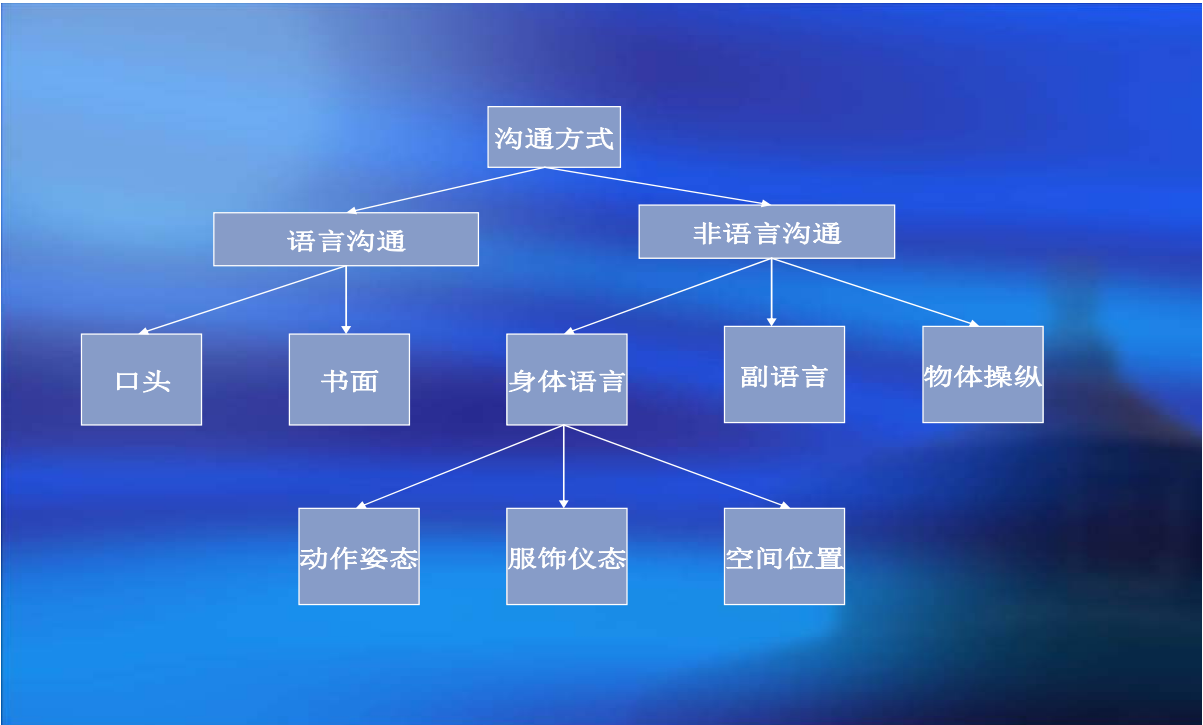 沟通方式
语言沟通
非语言沟通
口头
书面
身体语言
副语言
物体操纵
动作姿态
服饰仪态
空间位置